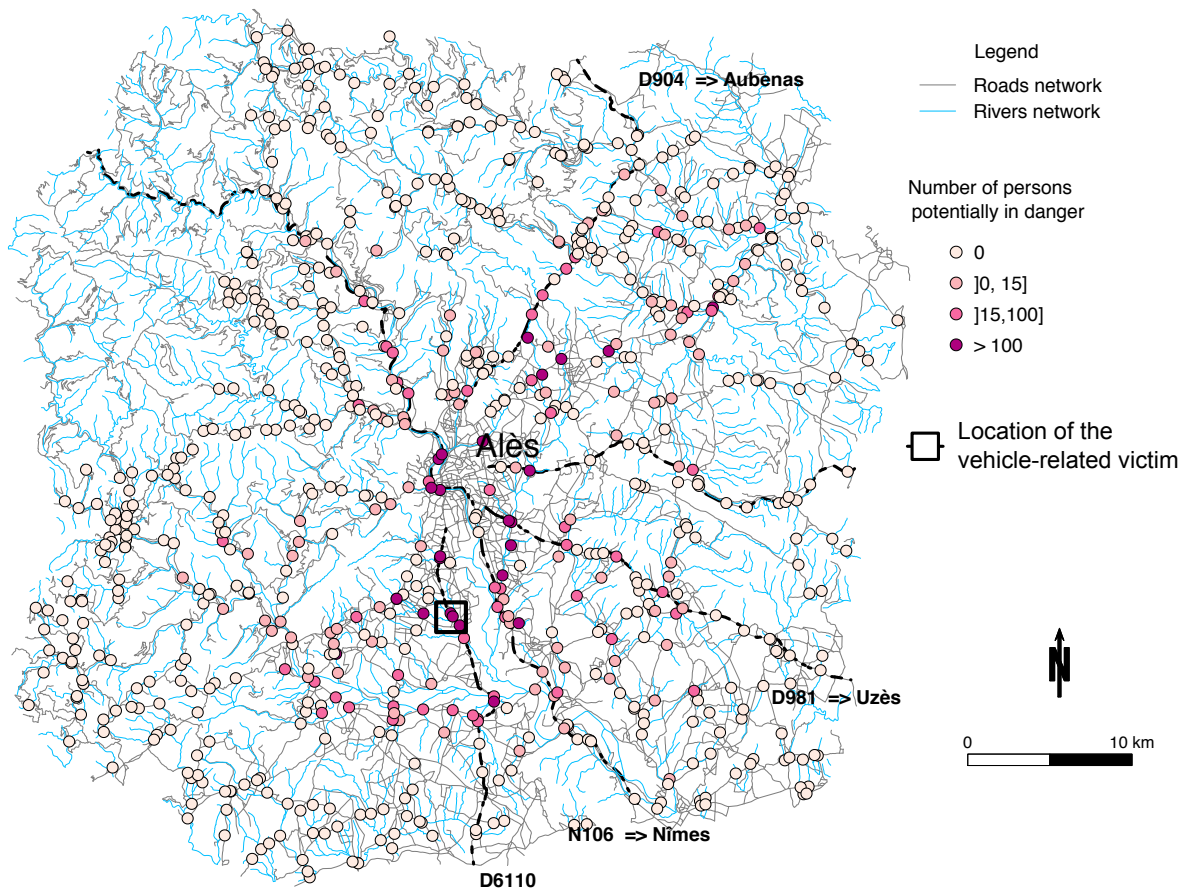 Legend
D904 => Aubenas
Roads network
Rivers network
Number of persons
potentially in danger
0
]0, 15]
]15,100]
> 100
Alès
Location of the
vehicle-related victim
N
D981 => Uzès
0 10 km
N106 => Nîmes
D6110